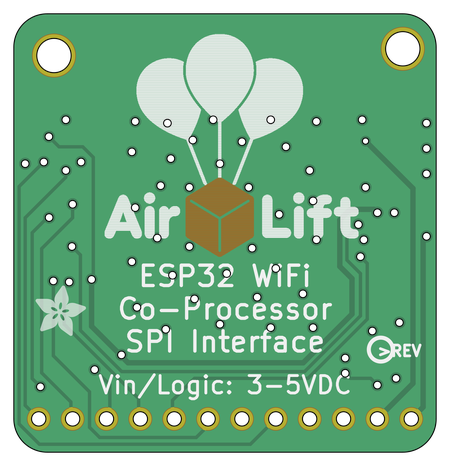 Air Lift
ESP32 WiFi
Co-Processor
SPI Interface
REV
Vin/Logic: 3-5VDC